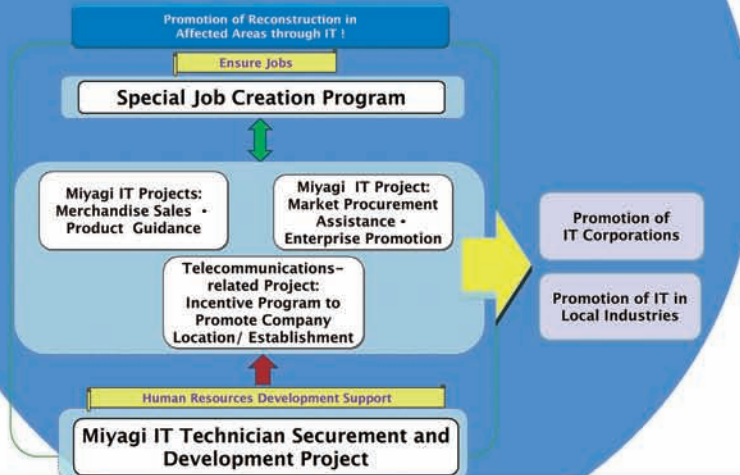 Promotion of Reconstruction in
Affected Areas through IT !
Ensure Jobs
Special Job Creation Program
Miyagi IT Projects:
Merchandise Sales ・
Product Guidance
Miyagi IT Project:
Market Procurement
Assistance ・
Enterprise Promotion
Telecommunications-
related Project:
Incentive Program to
Promote Company
Location/ Establishment
Promotion of
IT Corporations
Promotion of IT in
Local Industries
Human Resources Development Support
Miyagi IT Technician Securement and
Development Project